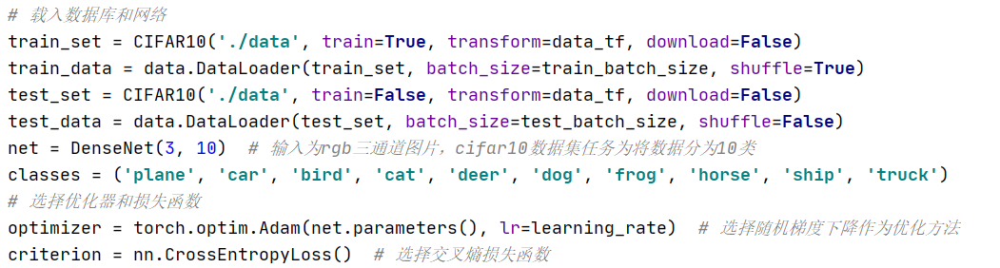 # 载入数据库和网络
train_set = CIFAR10('./data', train=True, transform=data_tf, download=False)
train_data = data.DataLoader(train_set, batch_size=train_batch_size, shuffle=True)
test_set = CIFAR10('./data', train=False, transform=data_tf, download=False)
test_data = data.DataLoader(test_set, batch_size=test_batch_size, shuffle=False)
net = DenseNet(3, 10)  # 输入为rgb三通道图片，cifar10数据集任务为将数据分为10类
classes = ('plane', 'car', 'bird', 'cat', 'deer', 'dog', 'frog', 'horse', 'ship', 'truck')
# 选择优化器和损失函数
optimizer = torch.optim.Adam(net.parameters(), lr=learning_rate)  # 选择随机梯度下降作为优化方法
criterion = nn.CrossEntropyLoss()  # 选择交叉熵损失函数